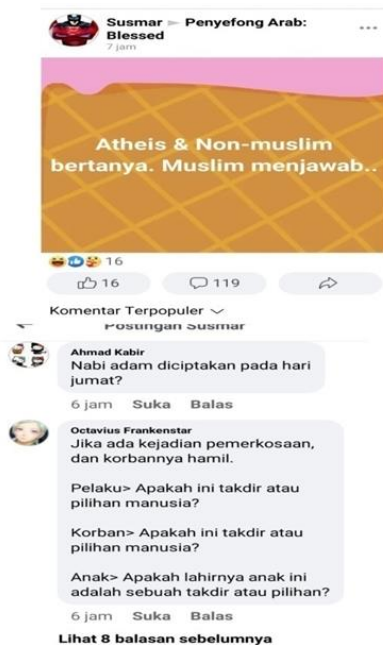 Susmar ► Penyefong Arab:
Blessed
7 jam
Atheis & Non-muslim
bertanya. Muslim menjawab..
16
16
119
Komentar Terpopuler
Postingan Susmar
Ahmad Kabir
Nabi adam diciptakan pada hari
jumat?
6 jam Suka Balas
Octavius Frankenstar
Jika ada kejadian pemerkosaan,
dan korbannya hamil.
Pelaku> Apakah ini takdir atau
pilihan manusia?
Korban> Apakah ini takdir atau
pilihan manusia?
Anak> Apakah lahirnya anak ini
adalah sebuah takdir atau pilihan?
6 jam Suka Balas
Lihat 8 balasan sebelumnya